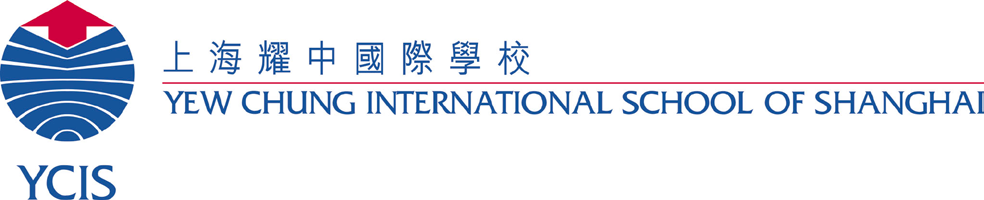 上海耀中國際學校
YEW CHUNG INTERNATIONAL SCHOOL OF SHANGHAI
YCIS